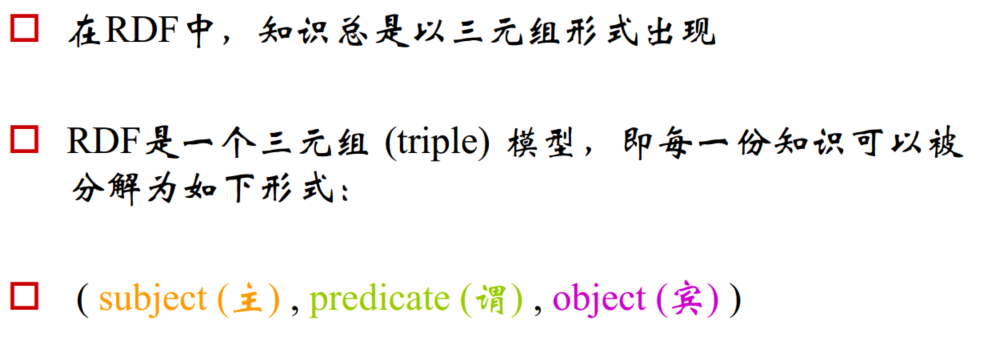 在RDF中，知识总是以三元组形式出现
RDF是一个三元组 (triple) 模型，即每一份知识可以被
分解为如下形式：
( subject (主) , predicate (谓) , object (宾) )